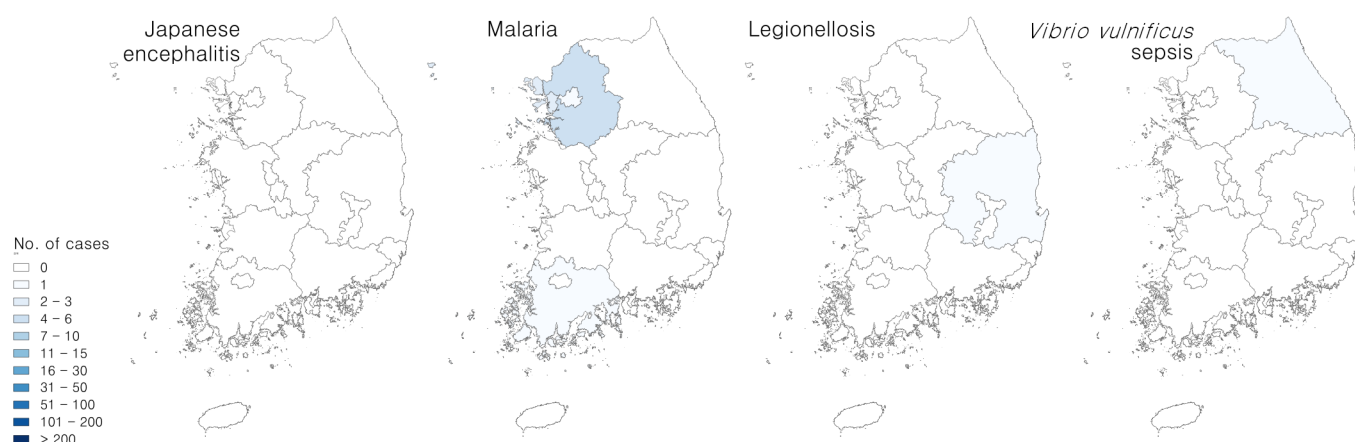 Japanese
encephalitis
Malaria
Legionellosis
Vibrio vulnificus
sepsis
No. of cases
0
1
2 – 3
4 – 6
7 – 10
11 – 15
16 – 30
31 – 50
51 – 100
101 – 200
> 200